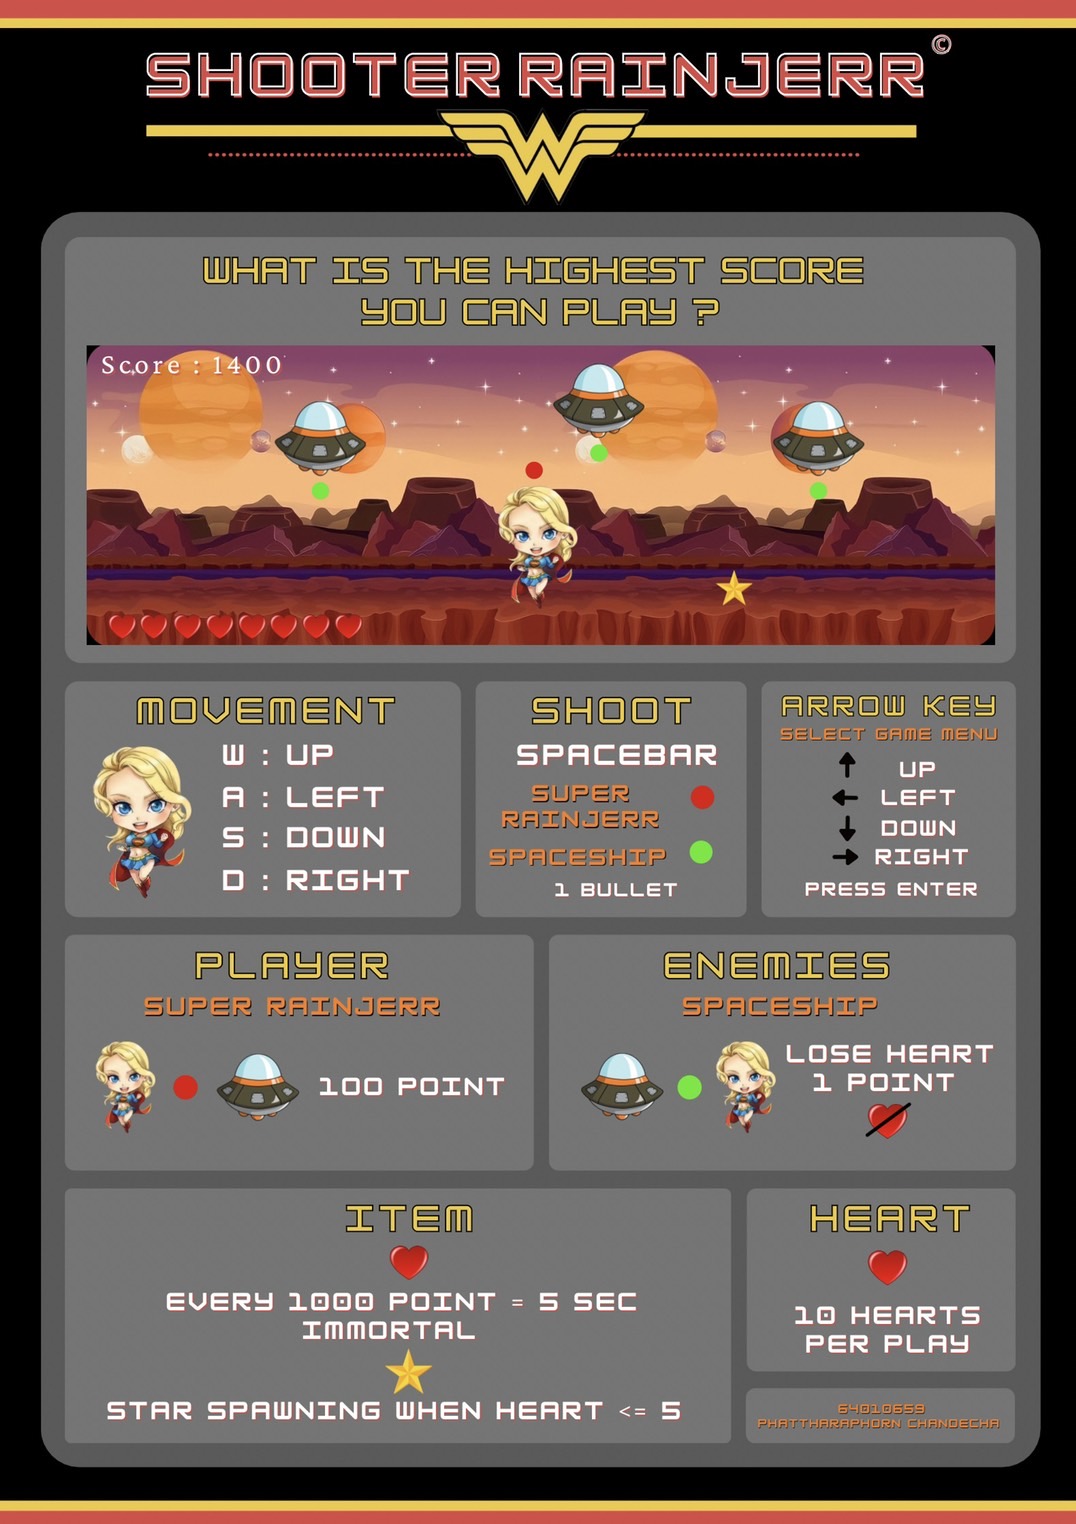 SHOOTER RAINJERR ©
WHAT IS THE HIGHEST SCORE
YOU CAN PLAY ?
Score : 1400
MOVEMENT
W : UP
A : LEFT
S : DOWN
D : RIGHT
SHOOT
SPACEBAR
SUPER
RAINJERR
SPACESHIP
1 BULLET
ARROW KEY
SELECT GAME MENU
↑ UP
← LEFT
↓ DOWN
→ RIGHT
PRESS ENTER
PLAYER
SUPER RAINJERR
100 POINT
ENEMIES
SPACESHIP
LOSE HEART
1 POINT
ITEM
EVERY 1000 POINT = 5 SEC
IMMORTAL
STAR SPAWNING WHEN HEART <= 5
HEART
10 HEARTS
PER PLAY
64010659
PHATTHARAPHORN CHANDECHA